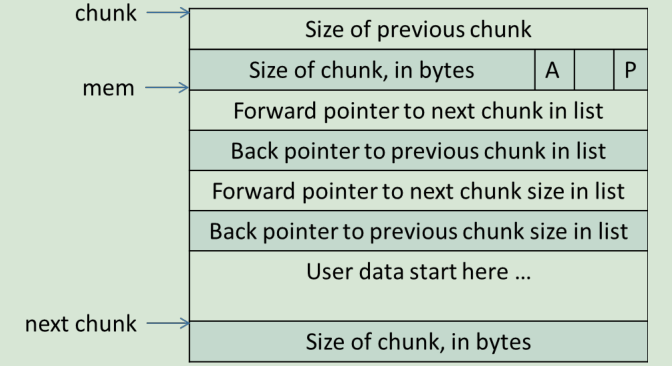 chunk
Size of previous chunk
Size of chunk, in bytes A P
mem
Forward pointer to next chunk in list
Back pointer to previous chunk in list
Forward pointer to next chunk size in list
Back pointer to previous chunk size in list
User data start here ...
next chunk
Size of chunk, in bytes